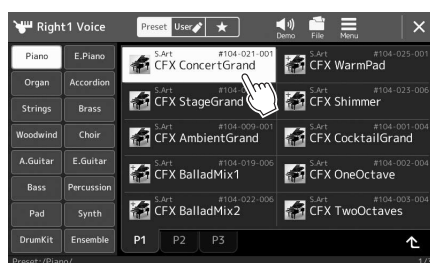 Right1 Voice
Preset User
Demo File Menu
Piano E.Piano
Organ Accordion
Strings Brass
Woodwind Choir
A.Guitar E.Guitar
Bass Percussion
Pad Synth
DrumKit Ensemble
S.Art #104-021-001
CFX ConcertGrand
S.Art #104-025-001
CFX WarmPad
S.Art
CFX StageGrand
S.Art #104-023-006
CFX Shimmer
S.Art #104-009-001
CFX AmbientGrand
S.Art #104-001-004
CFX CocktailGrand
S.Art #104-019-006
CFX BalladMix1
S.Art #104-002-004
CFX OneOctave
S.Art #104-022-006
CFX BalladMix2
S.Art #104-003-004
CFX TwoOctaves
P1 P2 P3
Preset:/Piano/